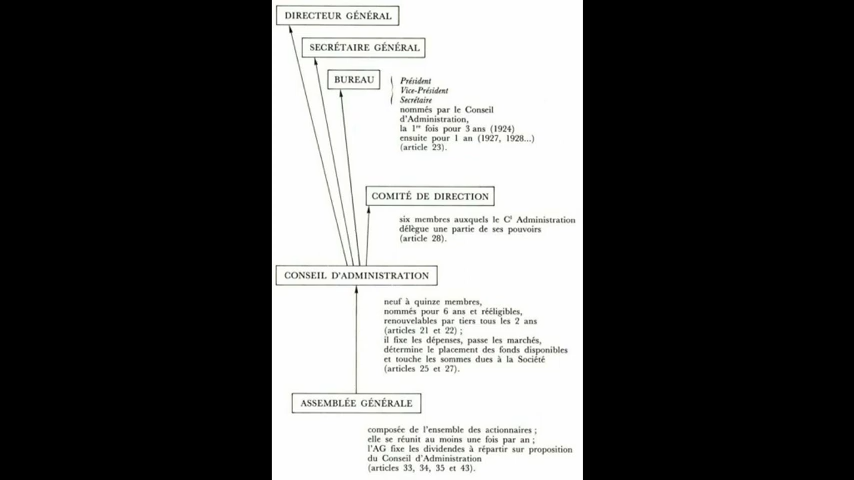 DIRECTEUR GÉNÉRAL
SECRÉTAIRE GÉNÉRAL
BUREAU
Président
Vice-Président
Secrétaire
nommés par le Conseil
d'Administration,
la 1re fois pour 3 ans (1924)
ensuite pour 1 an (1927, 1928...)
(article 23).
COMITÉ DE DIRECTION
six membres auxquels le Cl Administration
délègue une partie de ses pouvoirs
(article 28).
CONSEIL D'ADMINISTRATION
neuf à quinze membres,
nommés pour 6 ans et rééligibles,
renouvelables par tiers tous les 2 ans
(articles 21 et 22) ;
il fixe les dépenses, passe les marchés,
détermine le placement des fonds disponibles
et touche les sommes dues à la Société
(articles 25 et 27).
ASSEMBLÉE GÉNÉRALE
composée de l'ensemble des actionnaires ;
elle se réunit au moins une fois par an ;
l'AG fixe les dividendes à répartir sur proposition
du Conseil d'Administration
(articles 33, 34, 35 et 43).